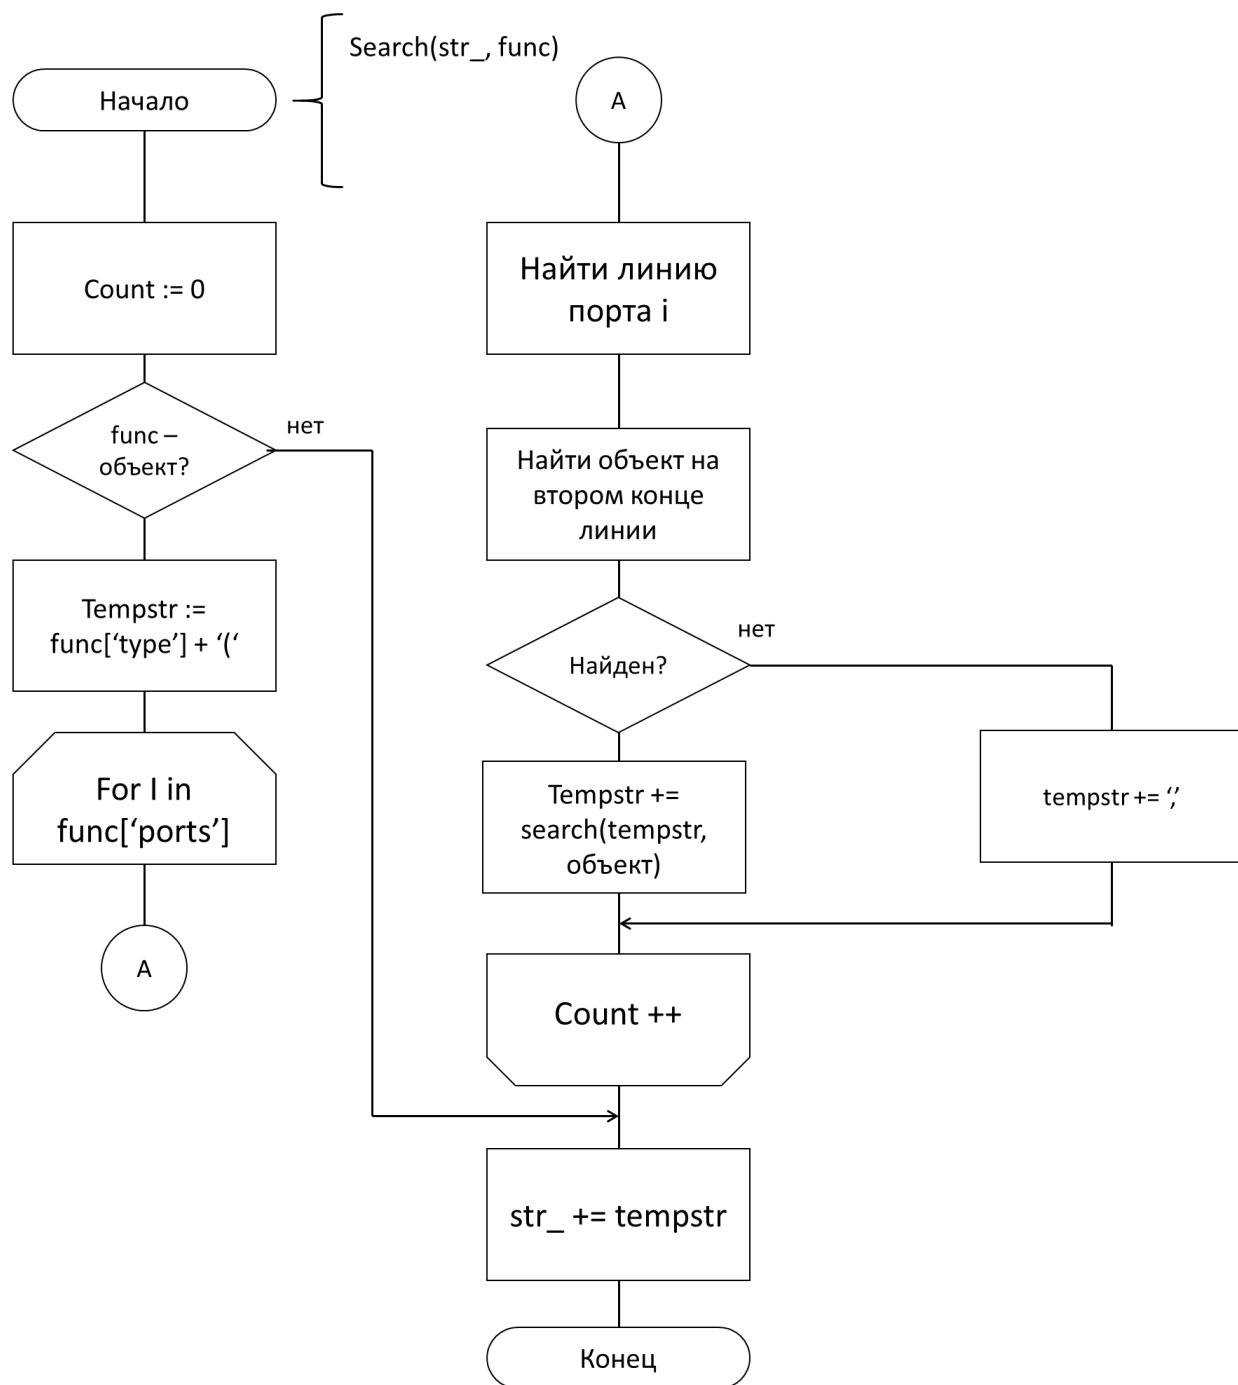 Search(str_, func)
Начало
Count := 0
func –
объект?
нет
Tempstr :=
func[‘type’] + ‘(‘
For I in
func[‘ports’]
A
A
Найти линию
порта i
Найти объект на
втором конце
линии
Найден?
нет
Tempstr +=
search(tempstr,
объект)
tempstr += ‘,’
Count ++
str_ += tempstr
Конец